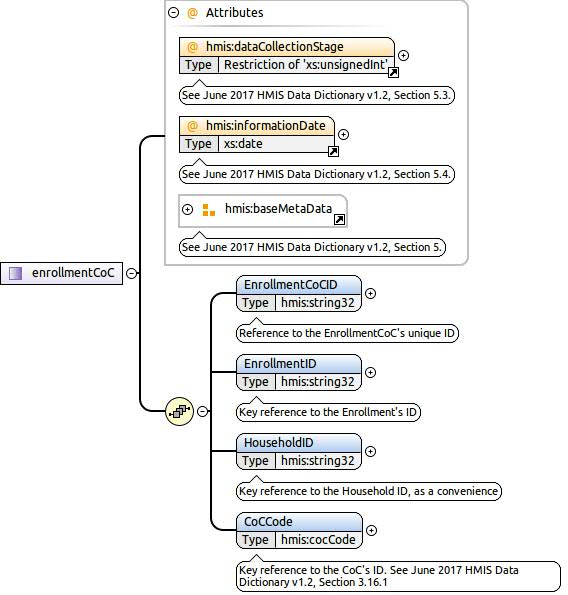 Attributes
@ hmis:dataCollectionStage
Type Restriction of 'xs:unsignedInt'
See June 2017 HMIS Data Dictionary v1.2, Section 5.3.
@ hmis:informationDate
Type xs:date
See June 2017 HMIS Data Dictionary v1.2, Section 5.4.
hmis:baseMetaData
See June 2017 HMIS Data Dictionary v1.2, Section 5.
enrollmentCoC
EnrollmentCoCID
Type hmis:string32
Reference to the EnrollmentCoC's unique ID
EnrollmentID
Type hmis:string32
Key reference to the Enrollment's ID
HouseholdID
Type hmis:string32
Key reference to the Household ID, as a convenience
CoCCode
Type hmis:cocCode
Key reference to the CoC's ID. See June 2017 HMIS Data
Dictionary v1.2, Section 3.16.1